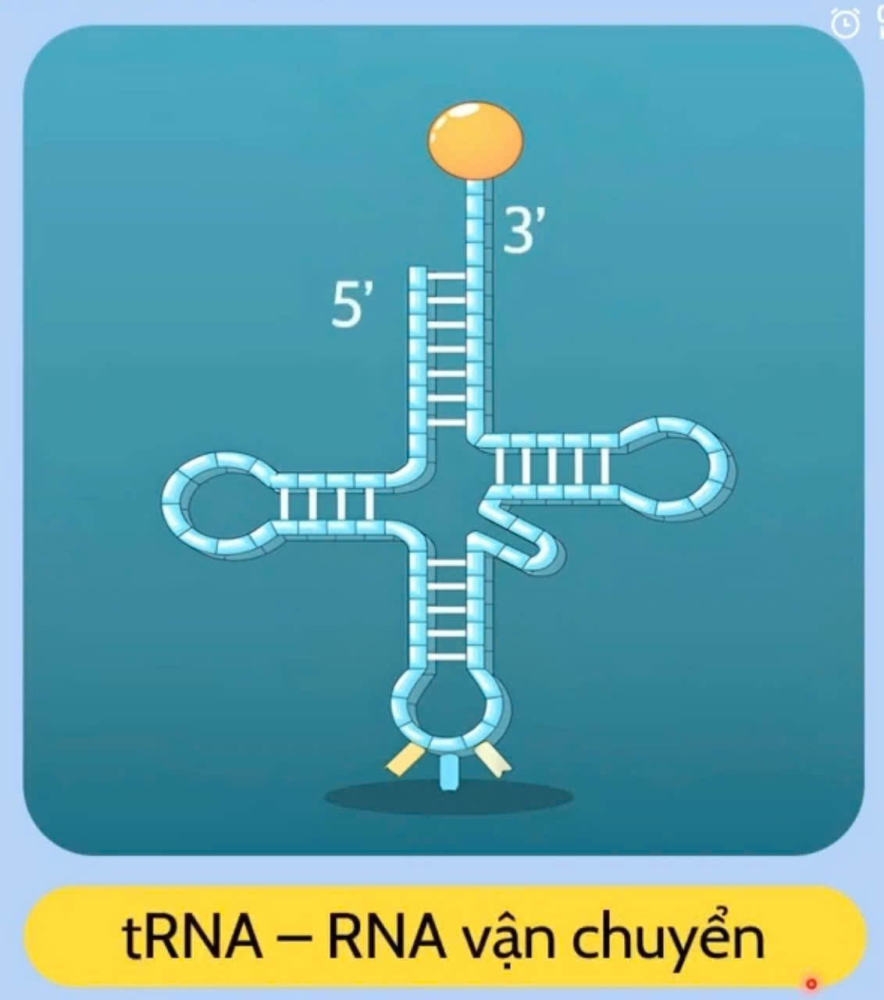 3’
5’
tRNA – RNA vận chuyển